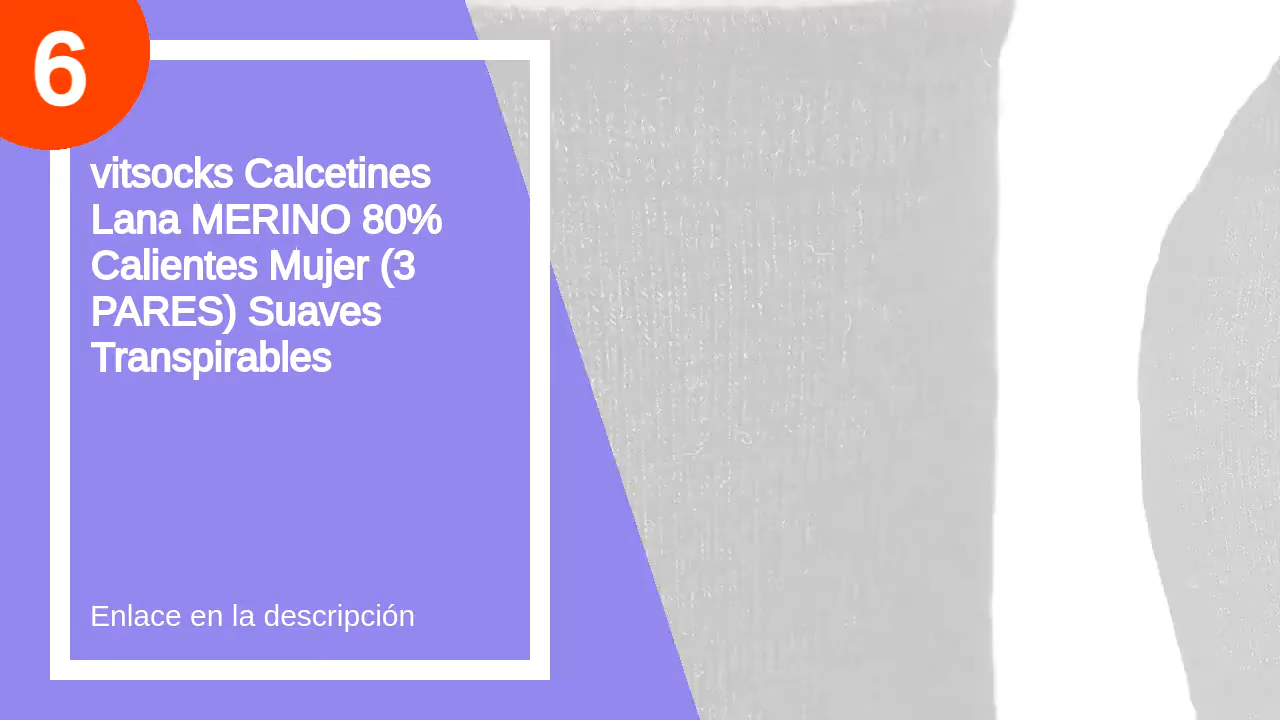 6
vitsocks Calcetines
Lana MERINO 80%
Calientes Mujer (3
PARES) Suaves
Transpirables
Enlace en la descripción